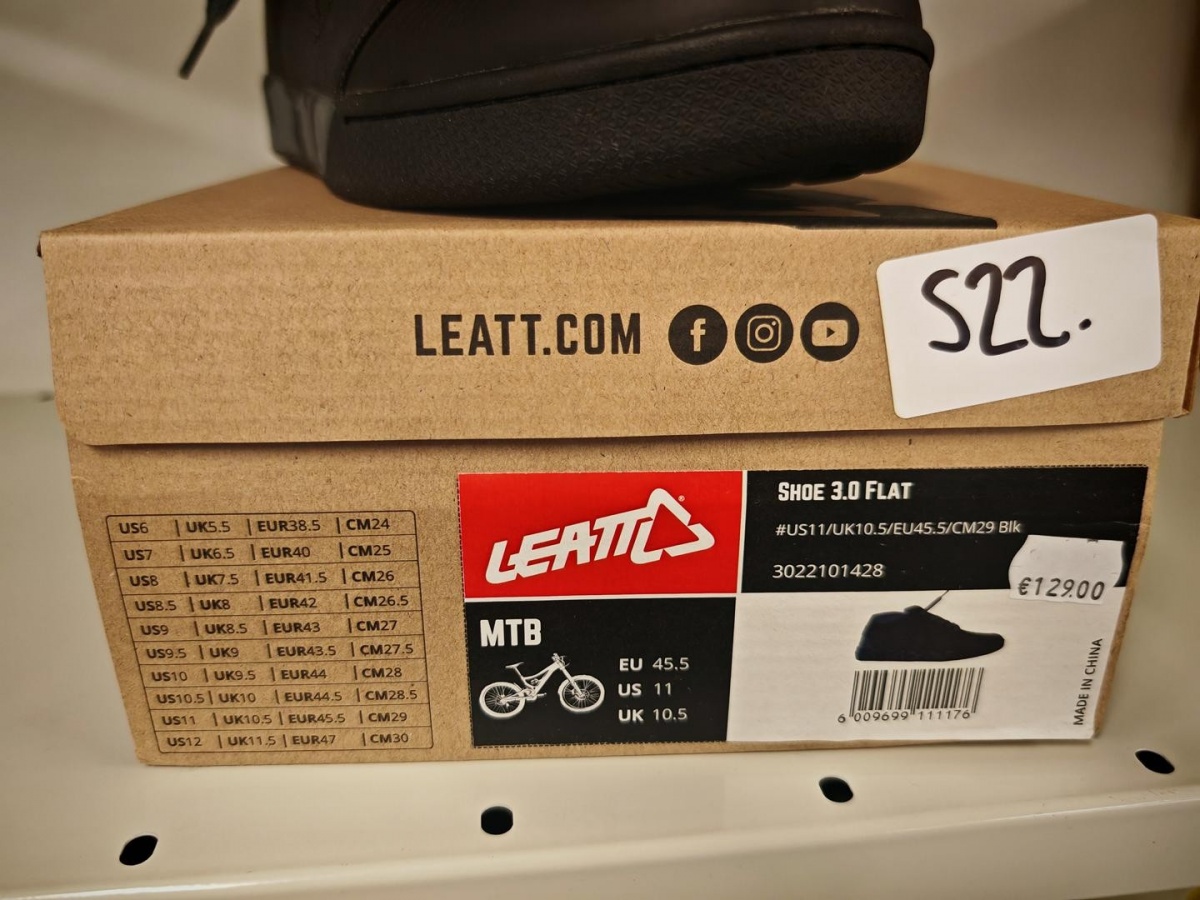 LEATT.COM
S22.
US6 | UK5.5 | EUR38.5 | CM24
US7 | UK6.5 | EUR40 | CM25
US8 | UK7.5 | EUR41.5 | CM26
US8.5 | UK8 | EUR42 | CM26.5
US9 | UK8.5 | EUR43 | CM27
US9.5 | UK9 | EUR43.5 | CM27.5
US10 | UK9.5 | EUR44 | CM28
US10.5 | UK10 | EUR44.5 | CM28.5
US11 | UK10.5 | EUR45.5 | CM29
US12 | UK11.5 | EUR47 | CM30
LEATT®
MTB
EU 45.5
US 11
UK 10.5
SHOE 3.0 FLAT
#US11/UK10.5/EU45.5/CM29 Blk
3022101428
€129.00
6 009699 111176
MADE IN CHINA